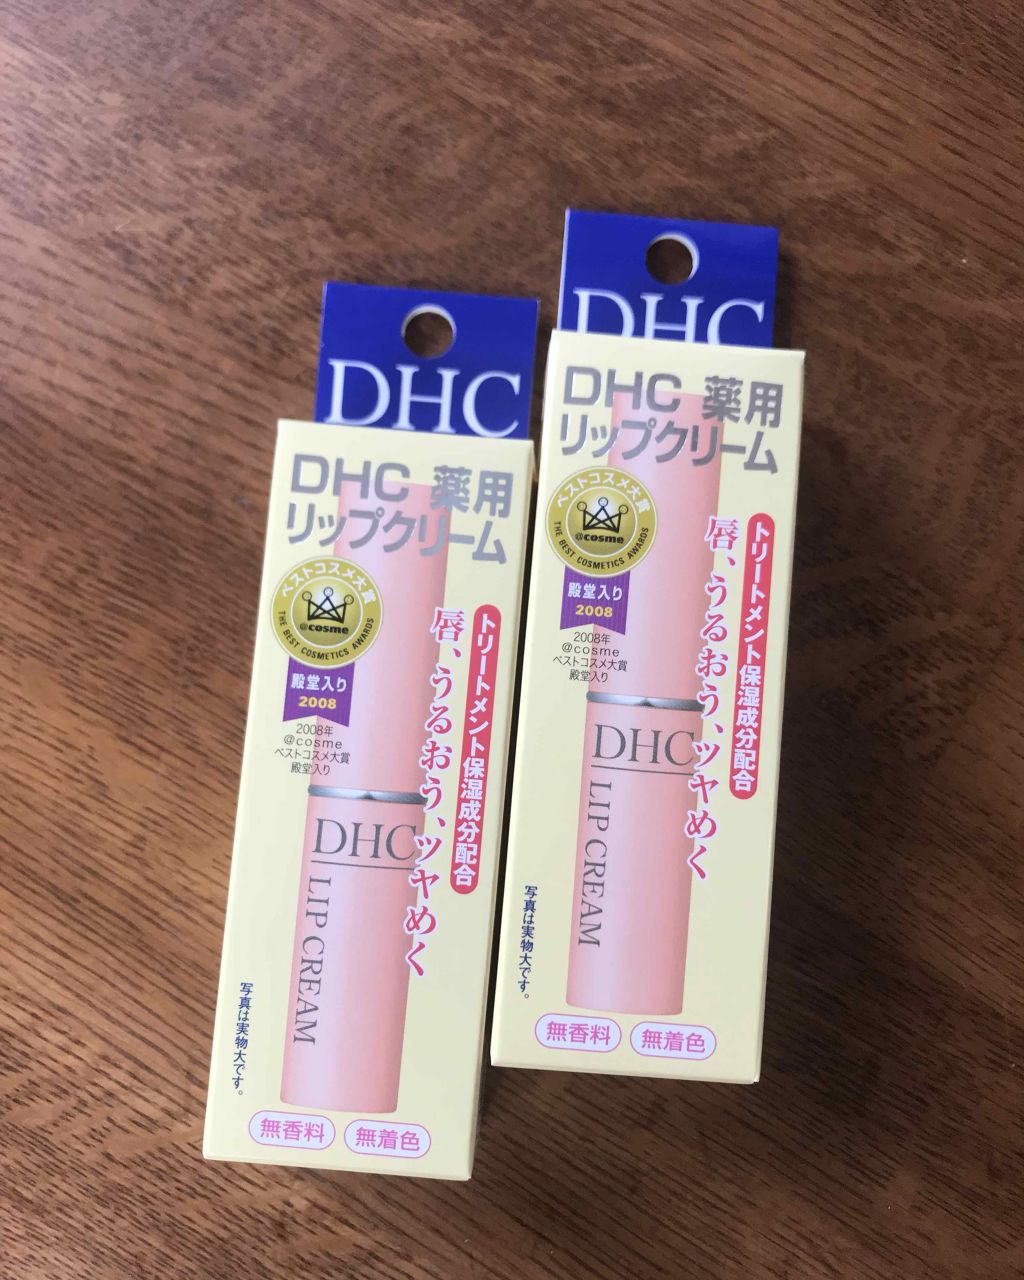 DHC
DHC 薬用
リップクリーム
ベストコスメ大賞
@cosme
THE BEST COSMETICS AWARDS
殿堂入り
2008
2008年
@cosme
ベストコスメ大賞
殿堂入り
トリートメント保湿成分配合
唇、うるおう、ツヤめく
DHC
LIP CREAM
写真は実物大です。
無香料
無着色
DHC
DHC 薬用
リップクリーム
ベストコスメ大賞
@cosme
THE BEST COSMETICS AWARDS
殿堂入り
2008
2008年
@cosme
ベストコスメ大賞
殿堂入り
トリートメント保湿成分配合
唇、うるおう、ツヤめく
DHC
LIP CREAM
写真は実物大です。
無香料
無着色